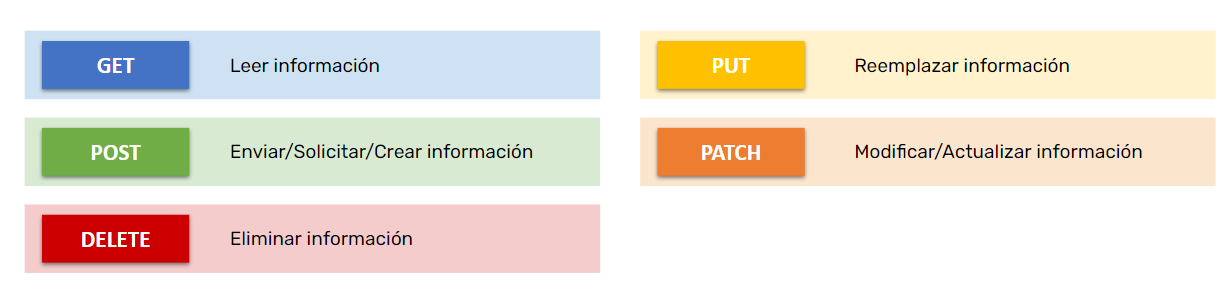 GET Leer información
PUT Reemplazar información
POST Enviar/Solicitar/Crear información
PATCH Modificar/Actualizar información
DELETE Eliminar información